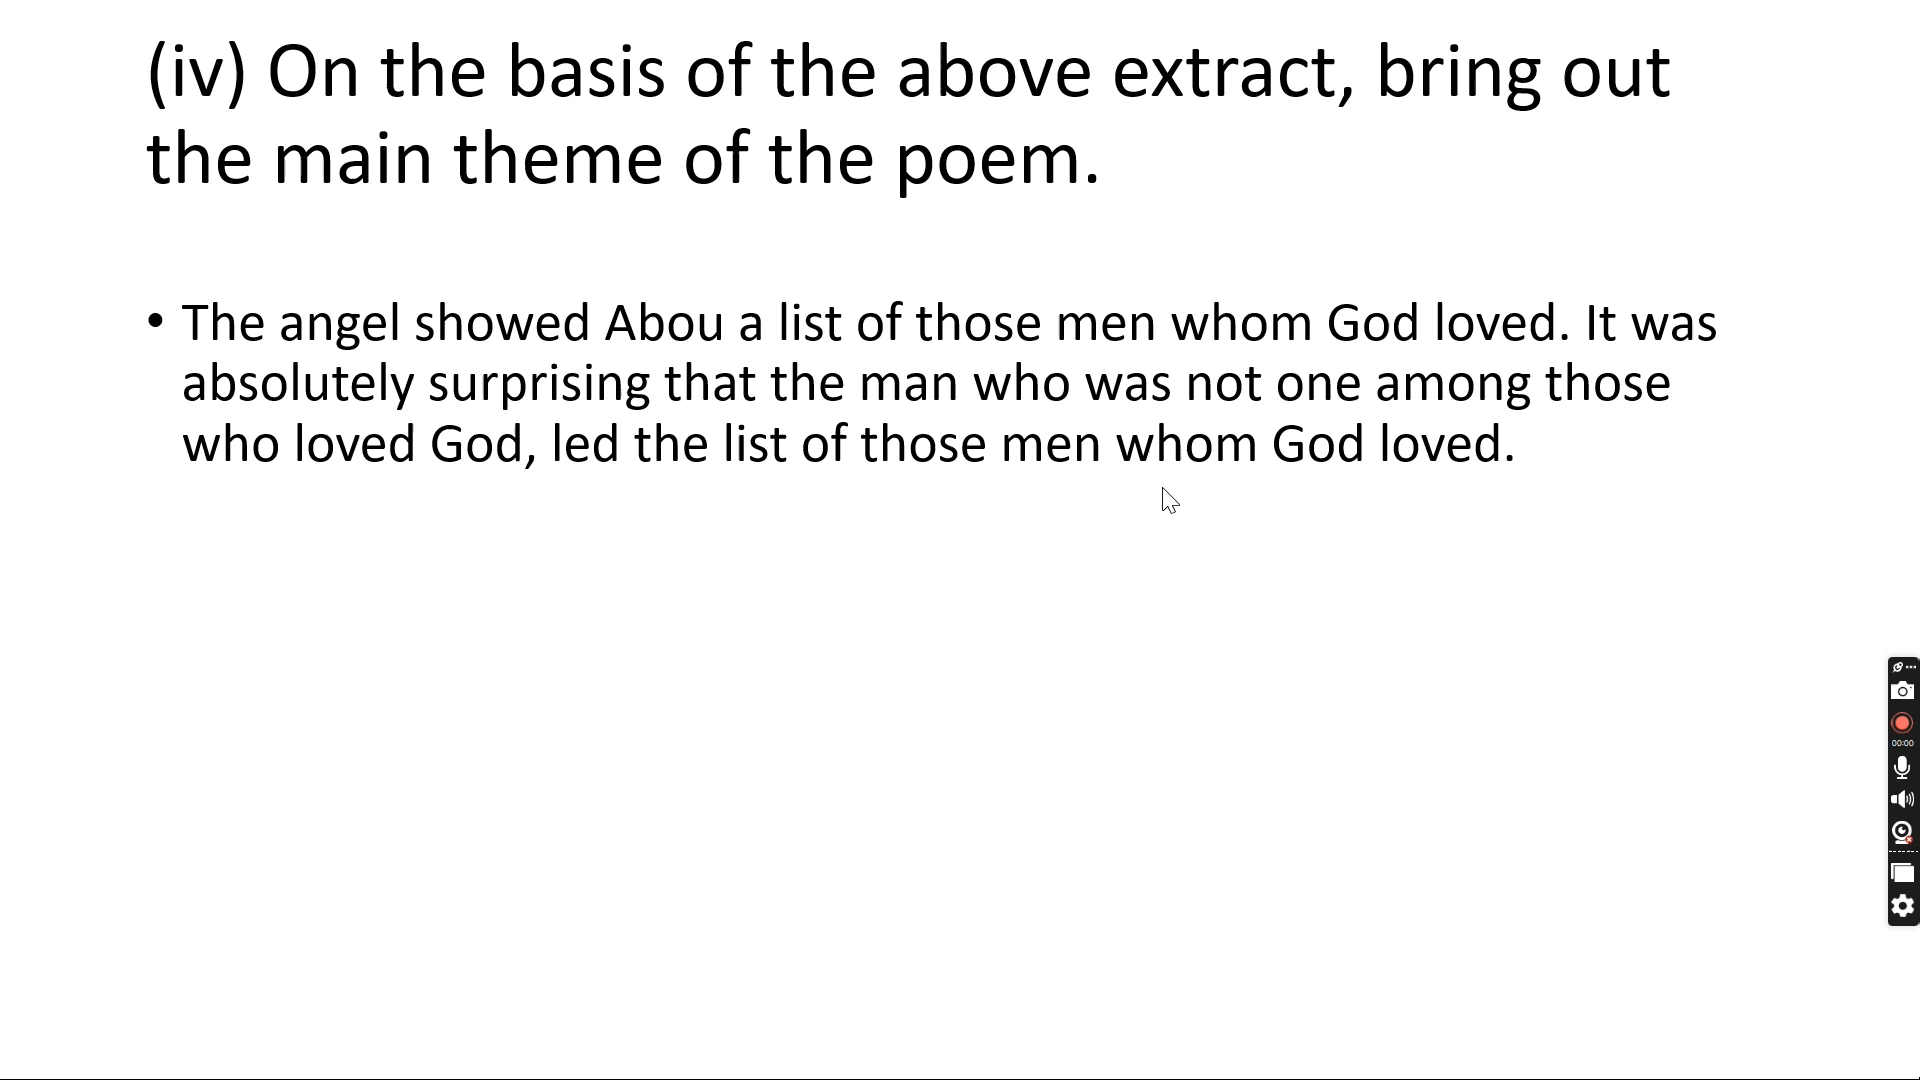 (iv) On the basis of the above extract, bring out
the main theme of the poem.
• The angel showed Abou a list of those men whom God loved. It was
absolutely surprising that the man who was not one among those
who loved God, led the list of those men whom God loved.
00:00